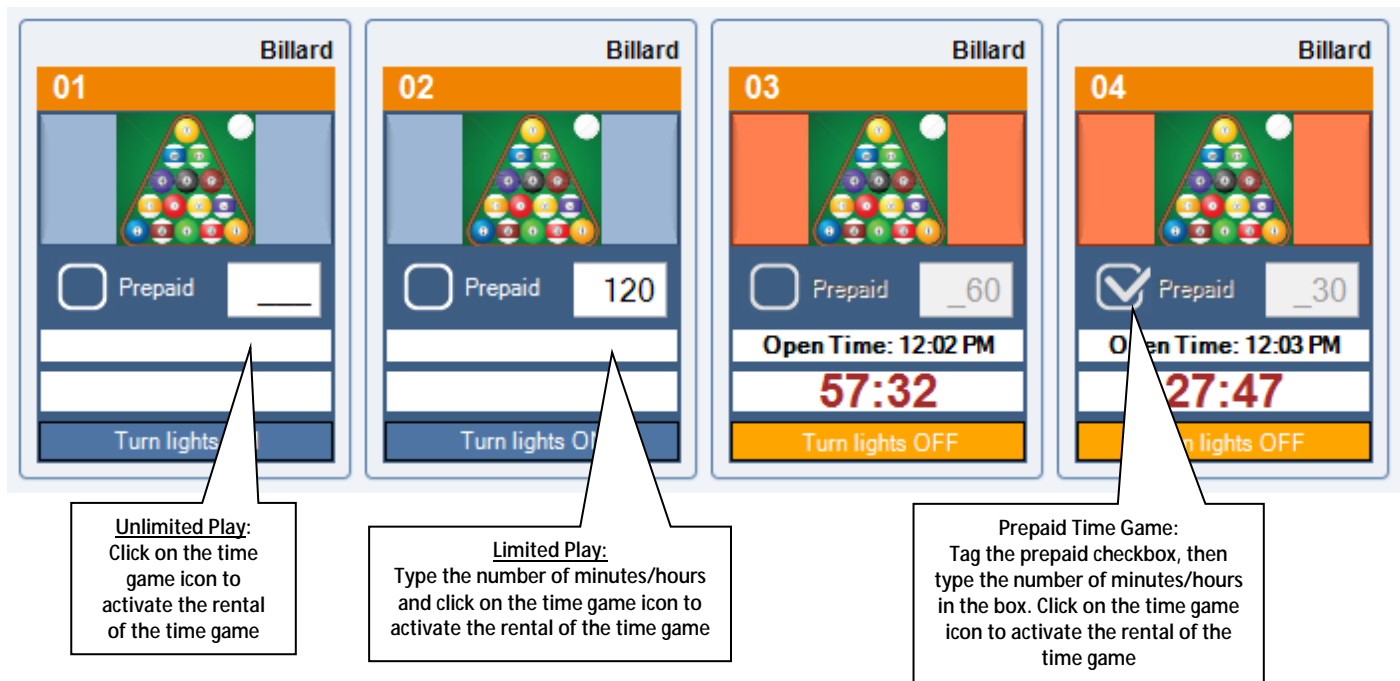 Billard
01
Prepaid
___
Turn lights
Billard
02
Prepaid
120
Turn lights
Billard
03
Prepaid
_60
Open Time: 12:02 PM
57:32
Turn lights OFF
Billard
04
Prepaid
_30
Time: 12:03 PM
27:47
lights OFF
Unlimited Play:
Click on the time
game icon to
activate the rental
of the time game
Limited Play:
Type the number of minutes/hours
and click on the time game icon to
activate the rental of the time game
Prepaid Time Game:
Tag the prepaid checkbox, then
type the number of minutes/hours
in the box. Click on the time game
icon to activate the rental of the
time game